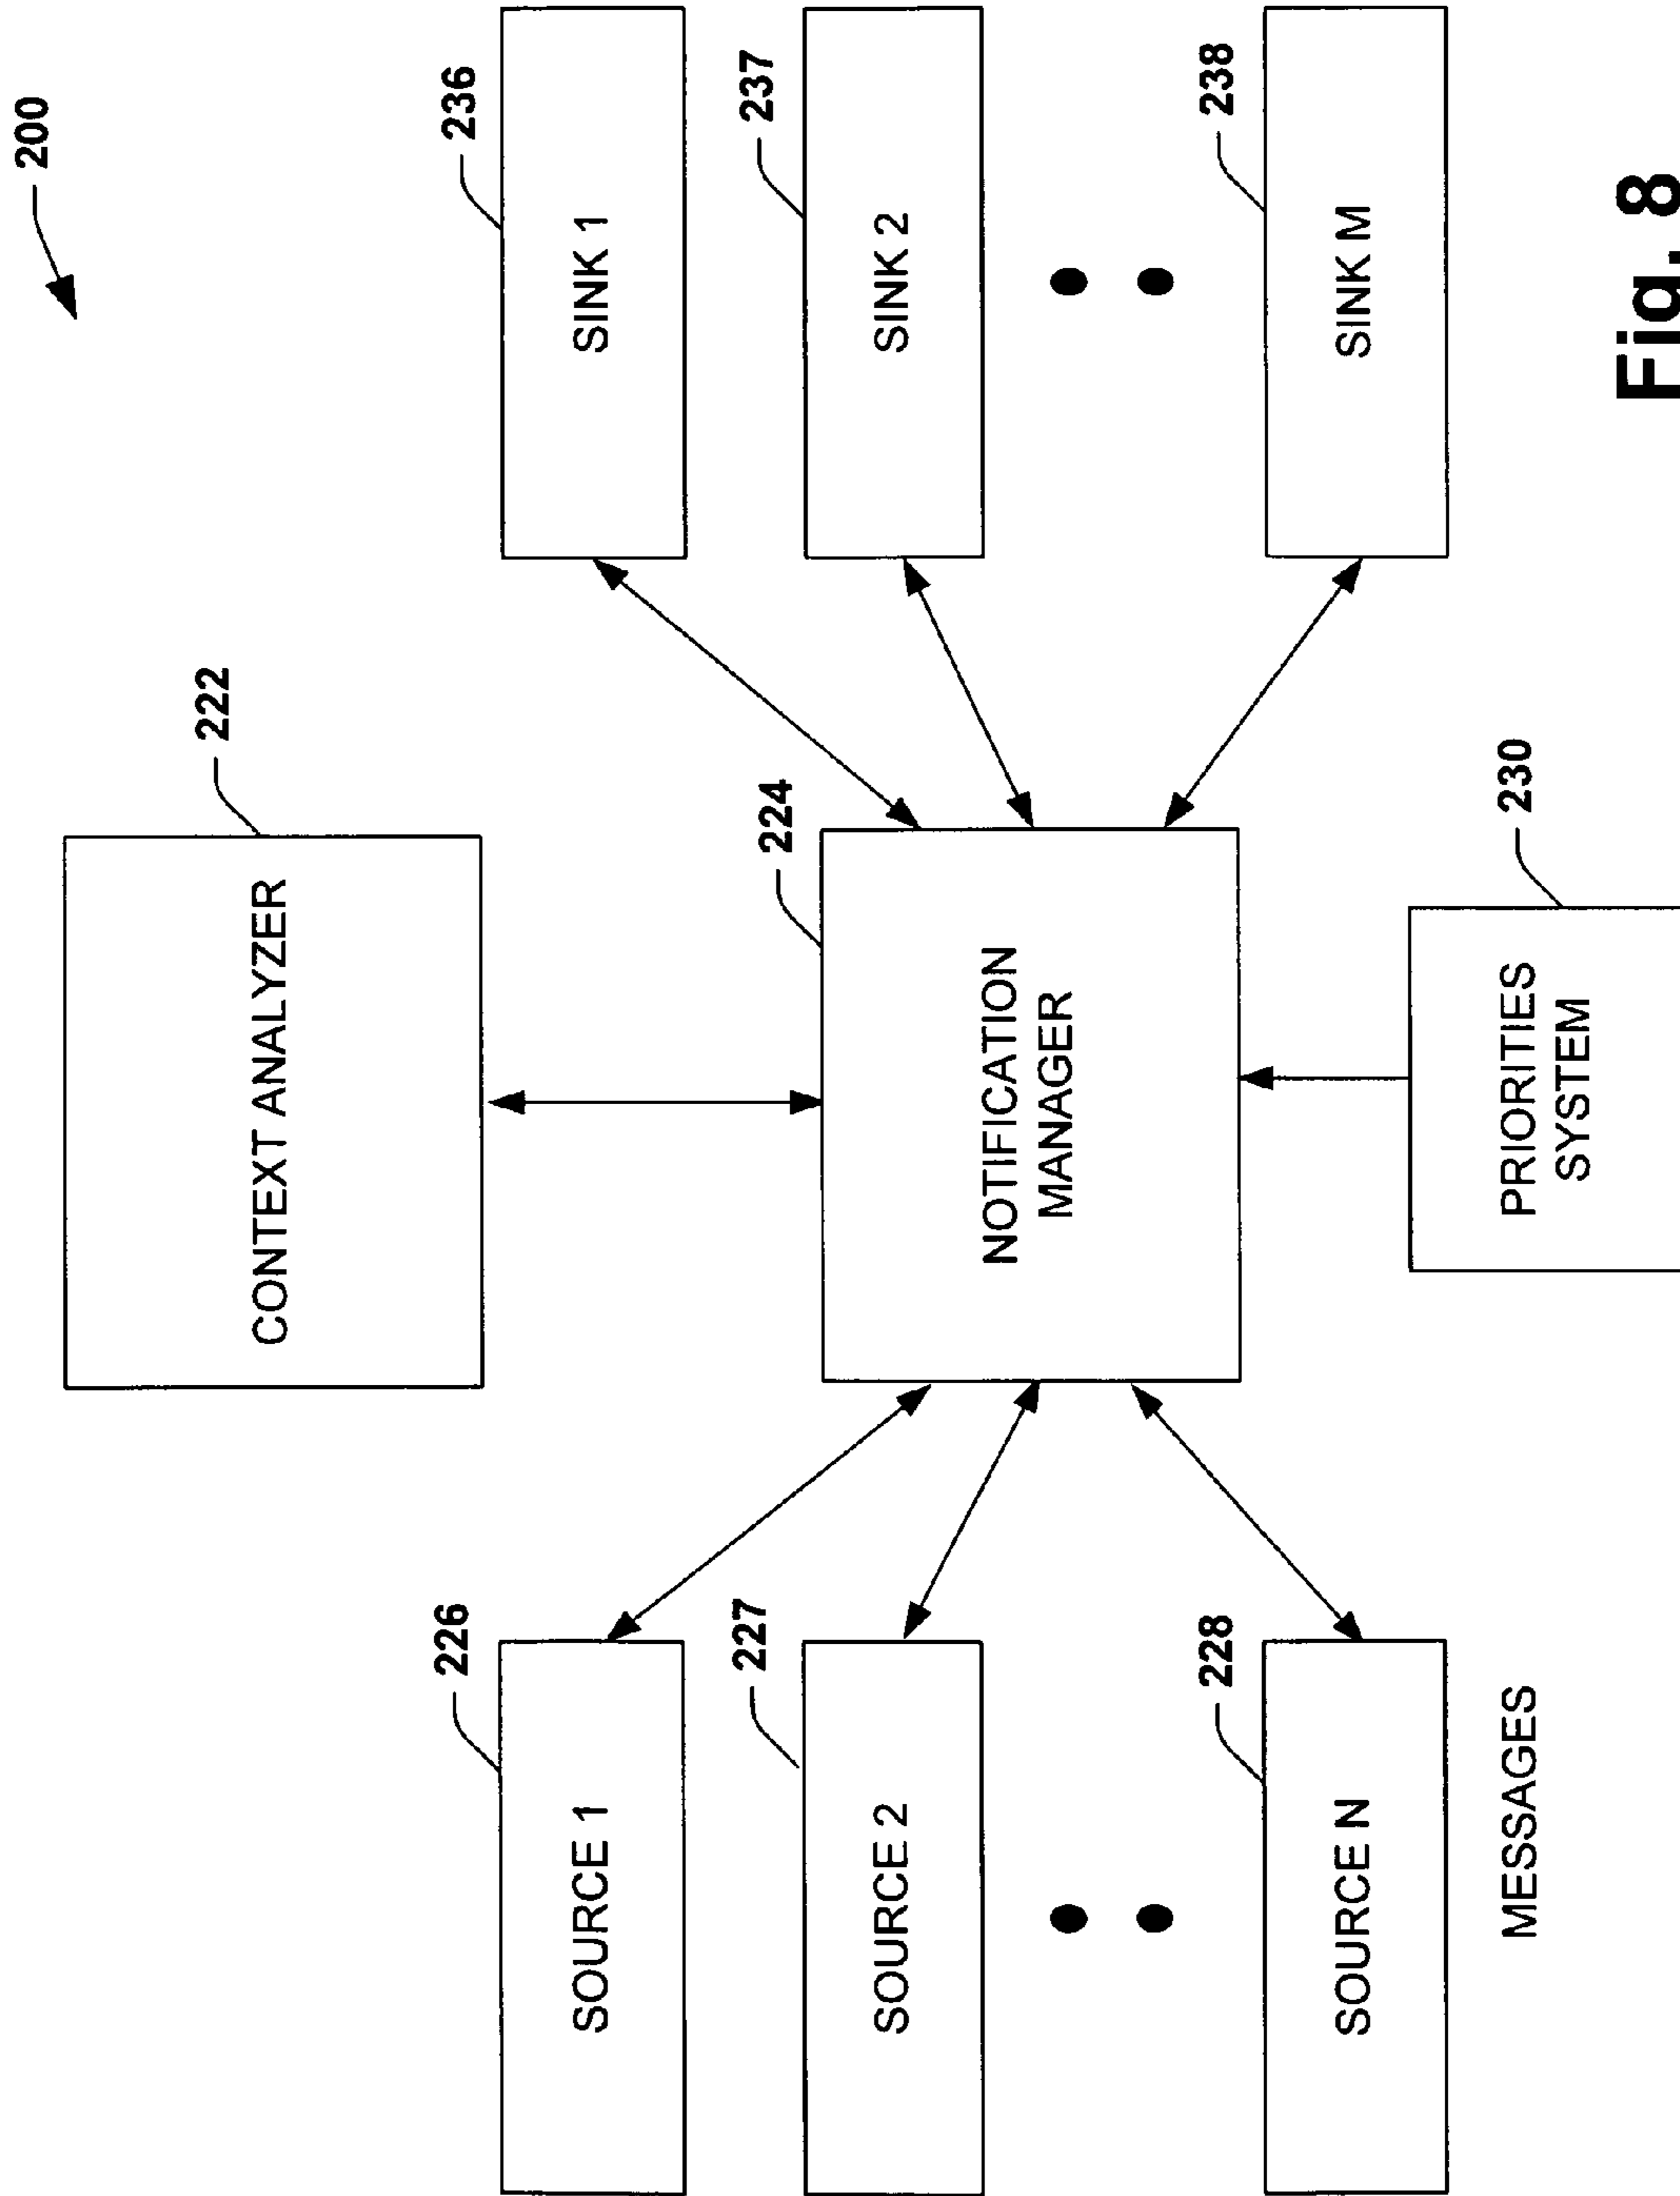 200
222
CONTEXT ANALYZER
226
SOURCE 1
236
SINK 1
224
NOTIFICATION
MANAGER
227
SOURCE 2
237
SINK 2
228
SOURCE N
238
SINK M
MESSAGES
230
PRIORITIES
SYSTEM
Fig. 8